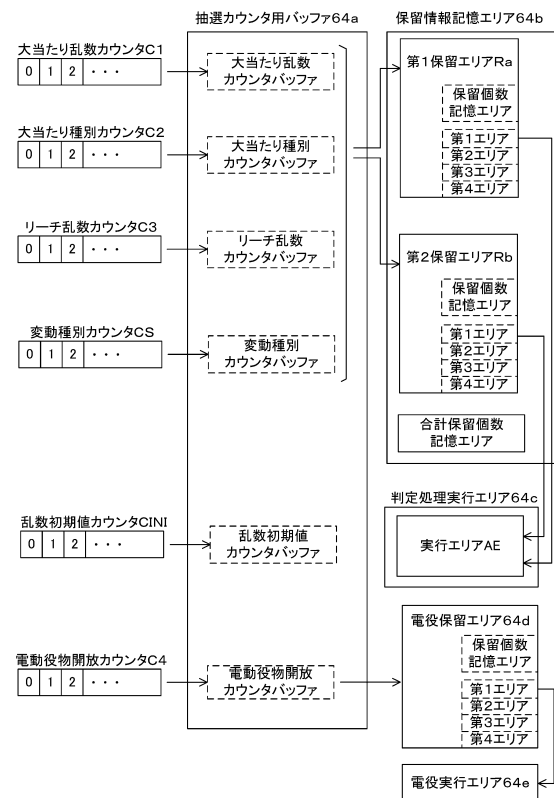 抽選カウンタ用バッファ64a
大当たり乱数カウンタC1
0 1 2 ・・・
大当たり乱数
カウンタバッファ
大当たり種別カウンタC2
0 1 2 ・・・
大当たり種別
カウンタバッファ
リーチ乱数カウンタC3
0 1 2 ・・・
リーチ乱数
カウンタバッファ
変動種別カウンタCS
0 1 2 ・・・
変動種別
カウンタバッファ
乱数初期値カウンタCINI
0 1 2 ・・・
乱数初期値
カウンタバッファ
電動役物開放カウンタC4
0 1 2 ・・・
電動役物開放
カウンタバッファ
保留情報記憶エリア64b
第1保留エリアRa
保留個数
記憶エリア
第1エリア
第2エリア
第3エリア
第4エリア
第2保留エリアRb
保留個数
記憶エリア
第1エリア
第2エリア
第3エリア
第4エリア
合計保留個数
記憶エリア
判定処理実行エリア64c
実行エリアAE
電役保留エリア64d
保留個数
記憶エリア
第1エリア
第2エリア
第3エリア
第4エリア
電役実行エリア64e